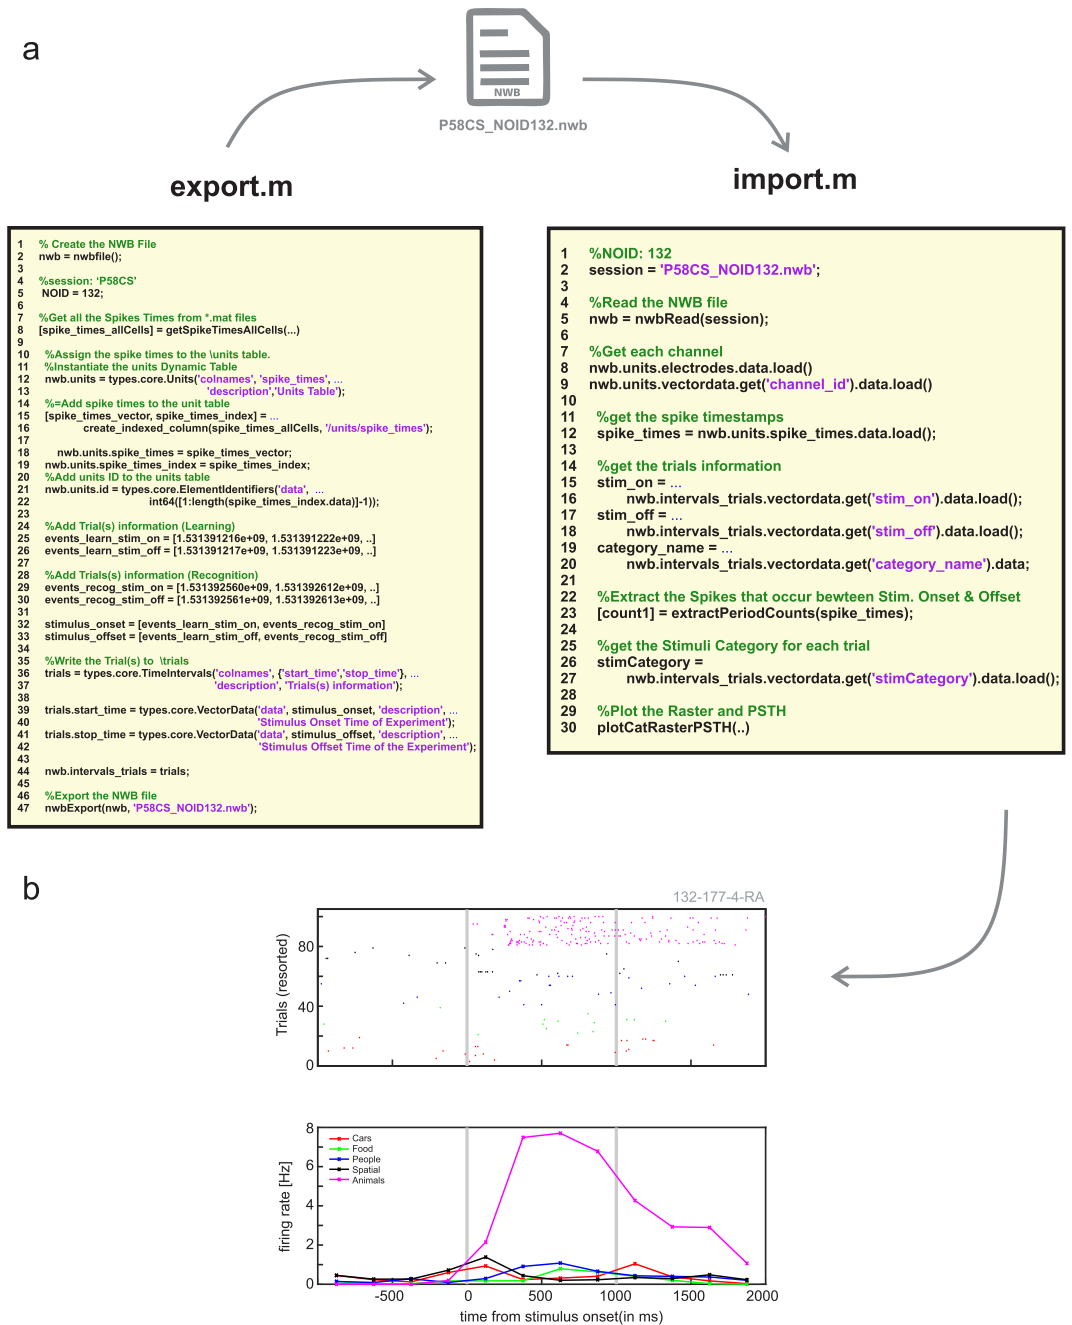 a
NWB
P58CS_NOID132.nwb
export.m
import.m
1 % Create the NWB File
2 nwb = nwbfile();
3
4 %session: ‘P58CS’
5 NOID = 132;
6
7 %Get all the Spikes Times from *.mat files
8 [spike_times_allCells] = getSpikeTimesAllCells(...)
9
10 %Assign the spike times to the \units table.
11 %Instantiate the units Dynamic Table
12 nwb.units = types.core.Units('colnames', 'spike_times', ...
13 'description','Units Table');
14 %=Add spike times to the unit table
15 [spike_times_vector, spike_times_index] = ...
16 create_indexed_column(spike_times_allCells, '/units/spike_times');
17
18 nwb.units.spike_times = spike_times_vector;
19 nwb.units.spike_times_index = spike_times_index;
20 %Add units ID to the units table
21 nwb.units.id = types.core.ElementIdentifiers('data', ...
22 int64([1:length(spike_times_index.data)]-1));
23
24 %Add Trial(s) information (Learning)
25 events_learn_stim_on = [1.531391216e+09, 1.531391222e+09, ..]
26 events_learn_stim_off = [1.531391217e+09, 1.531391223e+09, ..]
27
28 %Add Trials(s) information (Recognition)
29 events_recog_stim_on = [1.531392560e+09, 1.531392612e+09, ..]
30 events_recog_stim_off = [1.531392561e+09, 1.531392613e+09, ..]
31
32 stimulus_onset = [events_learn_stim_on, events_recog_stim_on]
33 stimulus_offset = [events_learn_stim_off, events_recog_stim_off]
34
35 %Write the Trial(s) to \trials
36 trials = types.core.TimeIntervals('colnames', {'start_time','stop_time'}, ...
37 'description', 'Trials(s) information');
38
39 trials.start_time = types.core.VectorData('data', stimulus_onset, 'description', ...
40 'Stimulus Onset Time of Experiment');
41 trials.stop_time = types.core.VectorData('data', stimulus_offset, 'description', ...
42 'Stimulus Offset Time of the Experiment');
43
44 nwb.intervals_trials = trials;
45
46 %Export the NWB file
47 nwbExport(nwb, 'P58CS_NOID132.nwb');
1 %NOID: 132
2 session = 'P58CS_NOID132.nwb';
3
4 %Read the NWB file
5 nwb = nwbRead(session);
6
7 %Get each channel
8 nwb.units.electrodes.data.load()
9 nwb.units.vectordata.get('channel_id').data.load()
10
11 %get the spike timestamps
12 spike_times = nwb.units.spike_times.data.load();
13
14 %get the trials information
15 stim_on = ...
16 nwb.intervals_trials.vectordata.get('stim_on').data.load();
17 stim_off = ...
18 nwb.intervals_trials.vectordata.get('stim_off').data.load();
19 category_name = ...
20 nwb.intervals_trials.vectordata.get('category_name').data;
21
22 %Extract the Spikes that occur bewteen Stim. Onset & Offset
23 [count1] = extractPeriodCounts(spike_times);
24
25 %get the Stimuli Category for each trial
26 stimCategory =
27 nwb.intervals_trials.vectordata.get('stimCategory').data.load();
28
29 %Plot the Raster and PSTH
30 plotCatRasterPSTH(..)
b
132-177-4-RA
Trials (resorted)
80
40
0
firing rate [Hz]
8
6
4
2
0
Cars
Food
People
Spatial
Animals
-500 0 500 1000 1500 2000
time from stimulus onset(in ms)